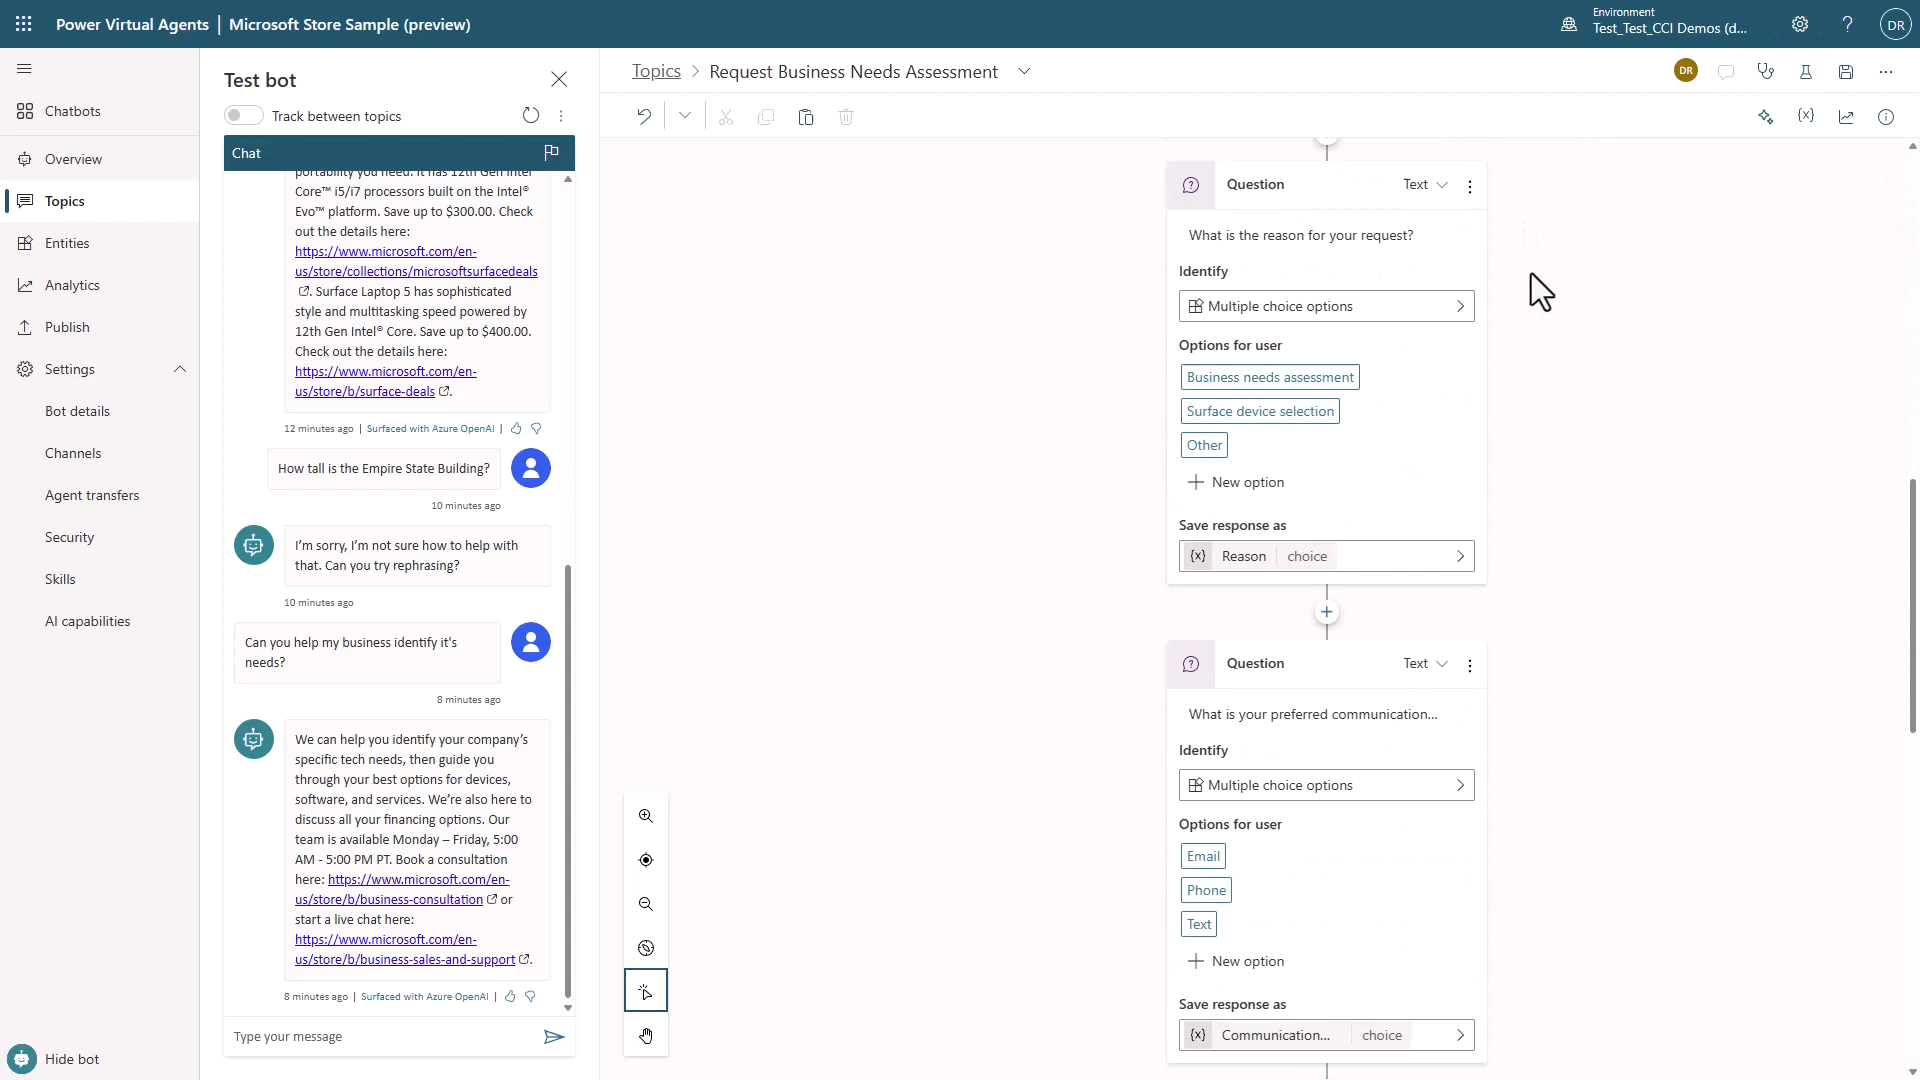 Power Virtual Agents | Microsoft Store Sample (preview)
Environment
Test_Test_CCI Demos (d...
?
DR
Chatbots
Overview
Topics
Entities
Analytics
Publish
Settings
Bot details
Channels
Agent transfers
Security
Skills
AI capabilities
Hide bot
Test bot
Track between topics
Chat
portability you need. It has 12th Gen Intel
Core™ i5/i7 processors built on the Intel®
Evo™ platform. Save up to $300.00. Check
out the details here:
https://www.microsoft.com/en-
us/store/collections/microsoftsurfacedeals
. Surface Laptop 5 has sophisticated
style and multitasking speed powered by
12th Gen Intel® Core. Save up to $400.00.
Check out the details here:
https://www.microsoft.com/en-
us/store/b/surface-deals .
12 minutes ago | Surfaced with Azure OpenAI |
How tall is the Empire State Building?
10 minutes ago
I'm sorry, I'm not sure how to help with
that. Can you try rephrasing?
10 minutes ago
Can you help my business identify it's
needs?
8 minutes ago
We can help you identify your company's
specific tech needs, then guide you
through your best options for devices,
software, and services. We're also here to
discuss all your financing options. Our
team is available Monday – Friday, 5:00
AM - 5:00 PM PT. Book a consultation
here: https://www.microsoft.com/en-
us/store/b/business-consultation or
start a live chat here:
https://www.microsoft.com/en-
us/store/b/business-sales-and-support .
8 minutes ago | Surfaced with Azure OpenAI |
Type your message
Topics > Request Business Needs Assessment
DR
{x}
Question
Text
What is the reason for your request?
Identify
Multiple choice options
Options for user
Business needs assessment
Surface device selection
Other
New option
Save response as
{x} Reason choice
Question
Text
What is your preferred communication...
Identify
Multiple choice options
Options for user
Email
Phone
Text
New option
Save response as
{x} Communication... choice